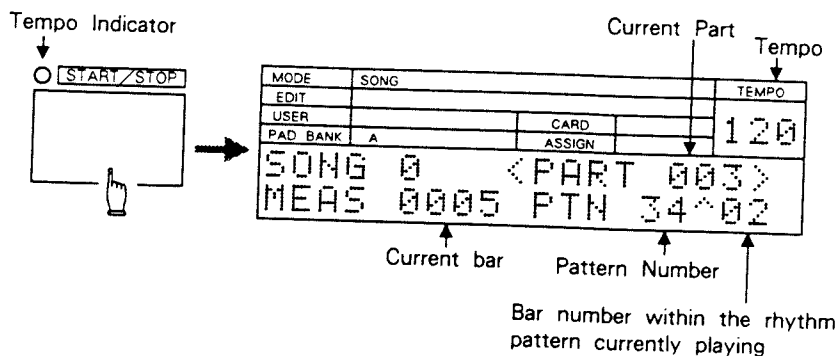 Tempo Indicator
START/STOP
Current Part
Tempo
MODE SONG TEMPO
EDIT
USER CARD
PAD BANK A ASSIGN
120
SONG 0 <PART 003>
MEAS 0005 PTN 34^02
Current bar
Pattern Number
Bar number within the rhythm
pattern currently playing